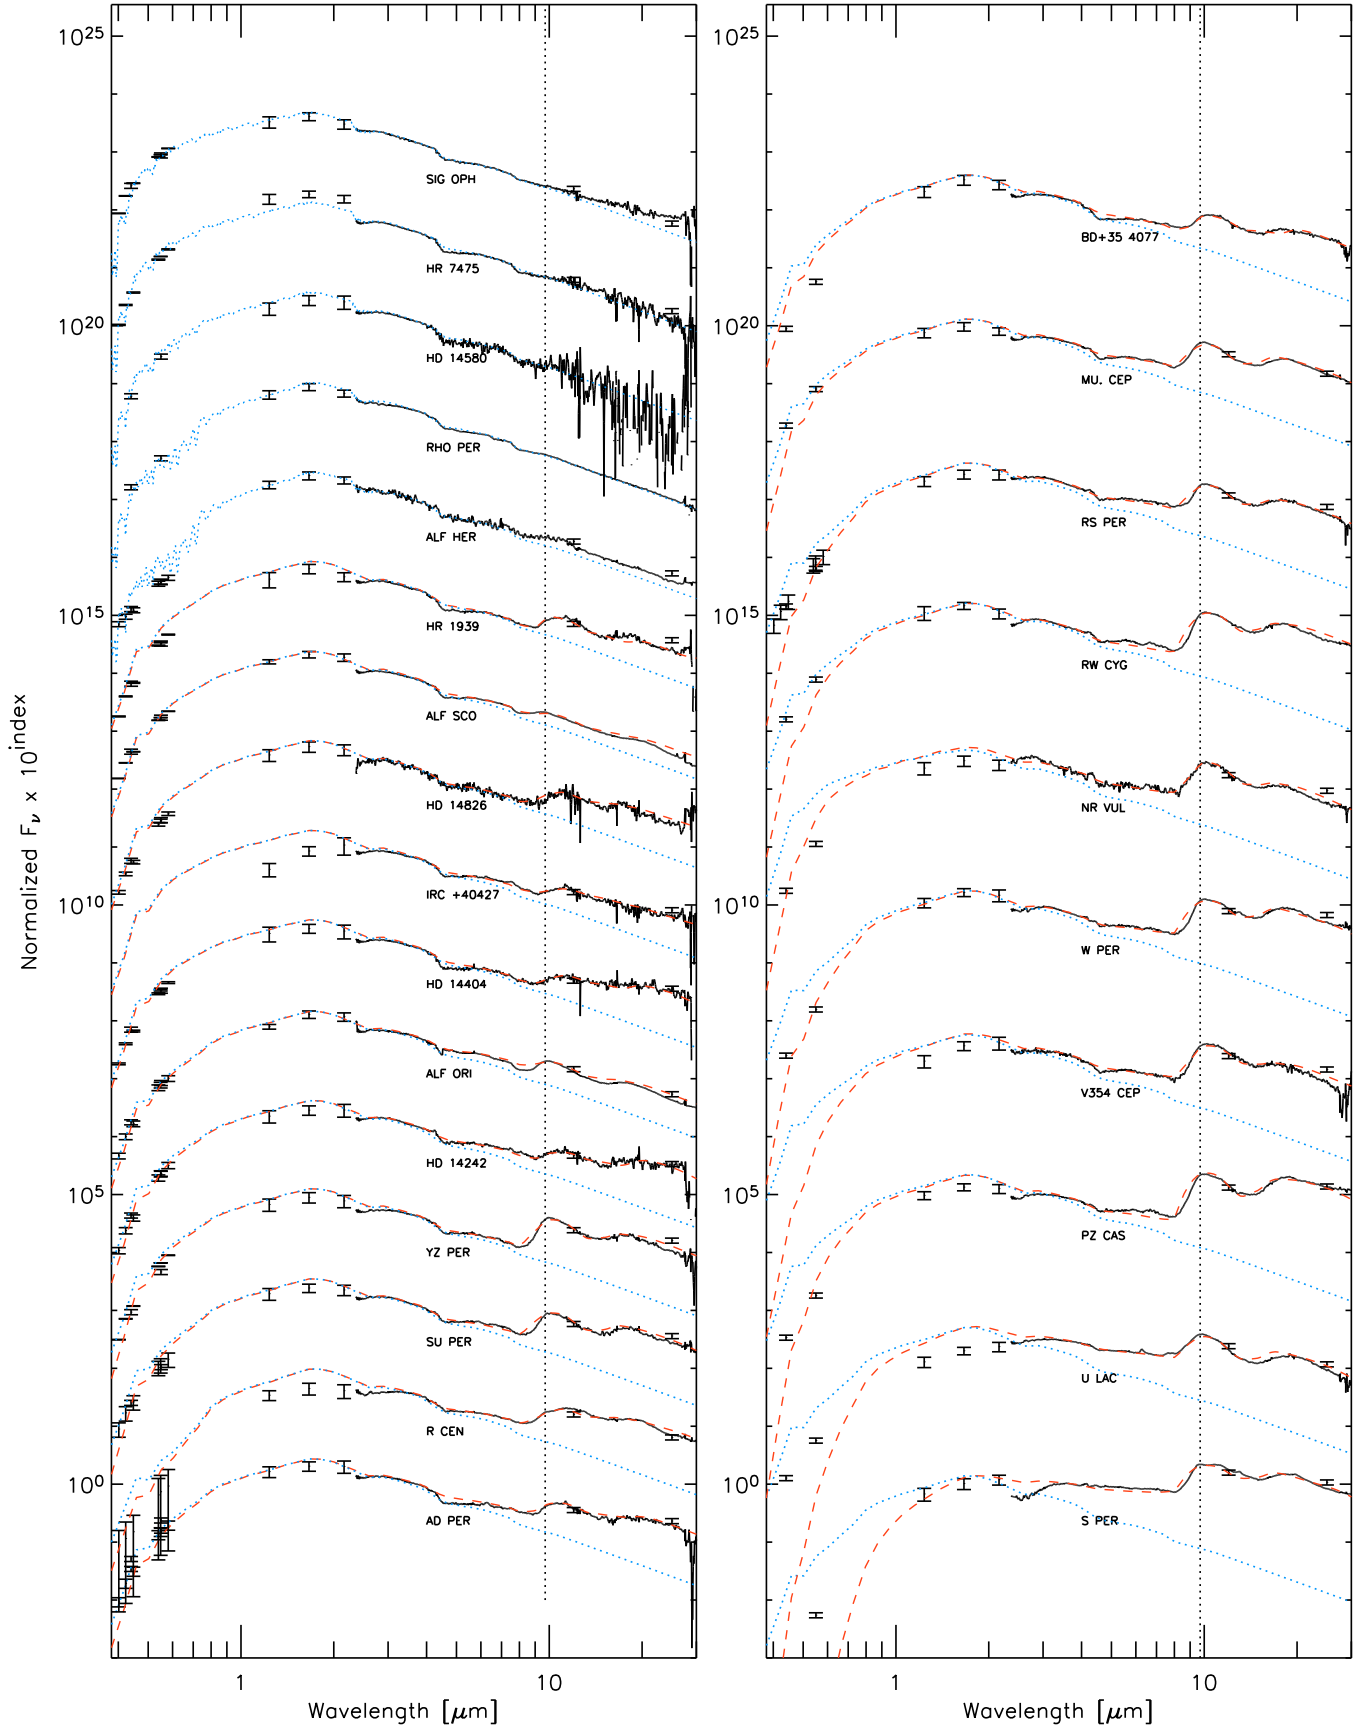 10^25
10^20
10^15
10^10
10^5
10^0
Normalized Fν x 10^index
SIG OPH
HR 7475
HD 14580
RHO PER
ALF HER
HR 1939
ALF SCO
HD 14826
IRC +40427
HD 14404
ALF ORI
HD 14242
YZ PER
SU PER
R CEN
AD PER
1
10
Wavelength [μm]
10^25
10^20
10^15
10^10
10^5
10^0
BD+35 4077
MU. CEP
RS PER
RW CYG
NR VUL
W PER
V354 CEP
PZ CAS
U LAC
S PER
1
10
Wavelength [μm]